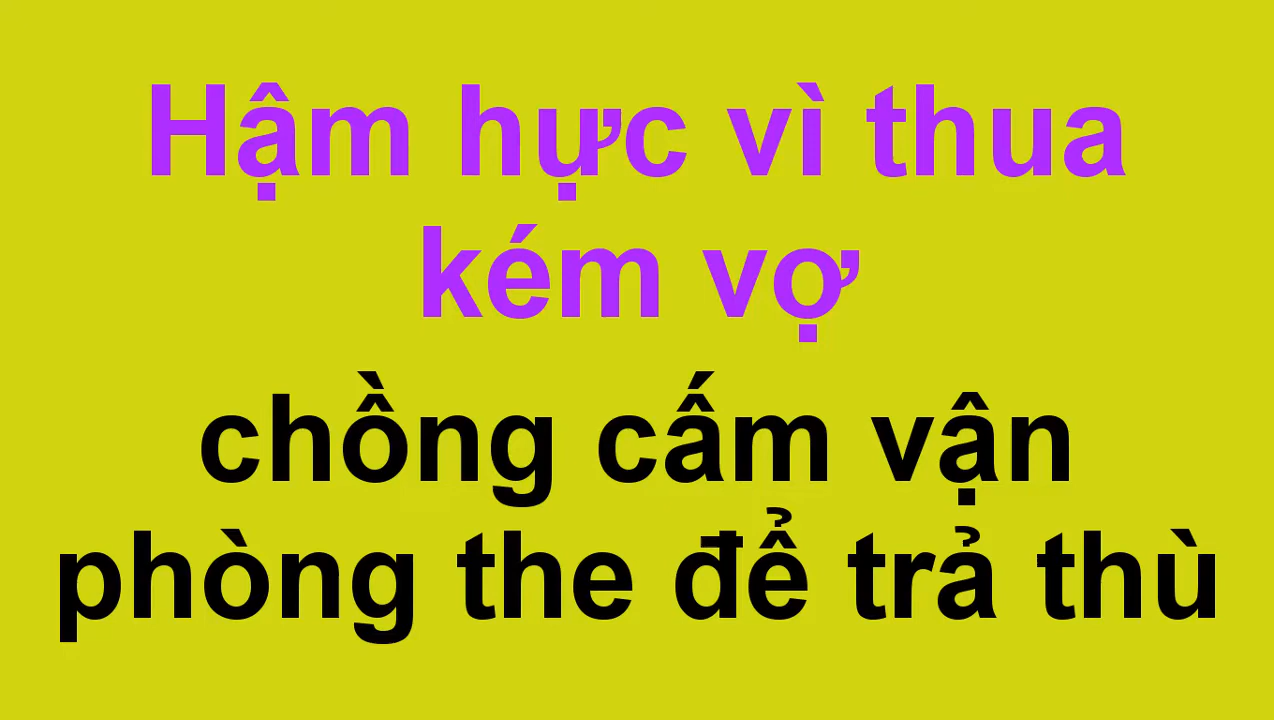 Hậm hực vì thua
kém vợ
chồng cấm vận
phòng the để trả thù